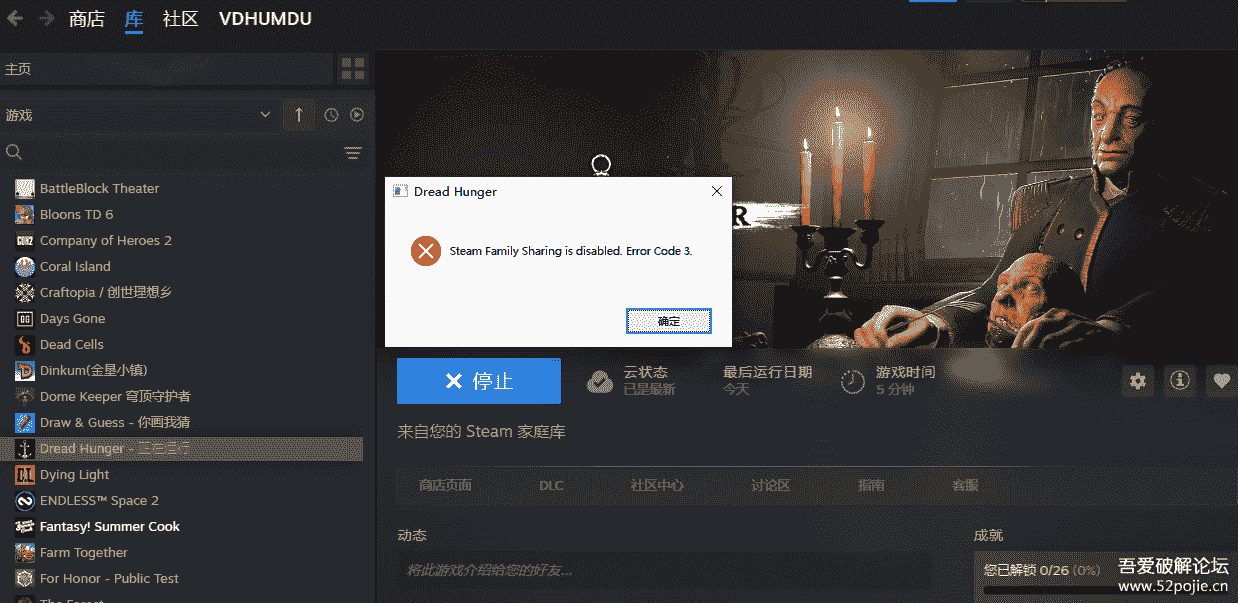 商店 库 社区 VDHUMDU
主页
游戏
BattleBlock Theater
Bloons TD 6
Company of Heroes 2
Coral Island
Craftopia / 创世理想乡
Days Gone
Dead Cells
Dinkum(金星小镇)
Dome Keeper 穹顶守护者
Draw & Guess - 你画我猜
Dread Hunger - 正在运行
Dying Light
ENDLESS™ Space 2
Fantasy! Summer Cook
Farm Together
For Honor - Public Test
The Forest
R
Dread Hunger
Steam Family Sharing is disabled. Error Code 3.
确定
停止
云状态
已是最新
最后运行日期
今天
游戏时间
5 分钟
来自您的 Steam 家庭库
商店页面 DLC 社区中心 讨论区 指南 客服
动态
将此游戏介绍给您的好友...
成就
您已解锁 0/26 (0%)
吾爱破解论坛
www.52pojie.cn